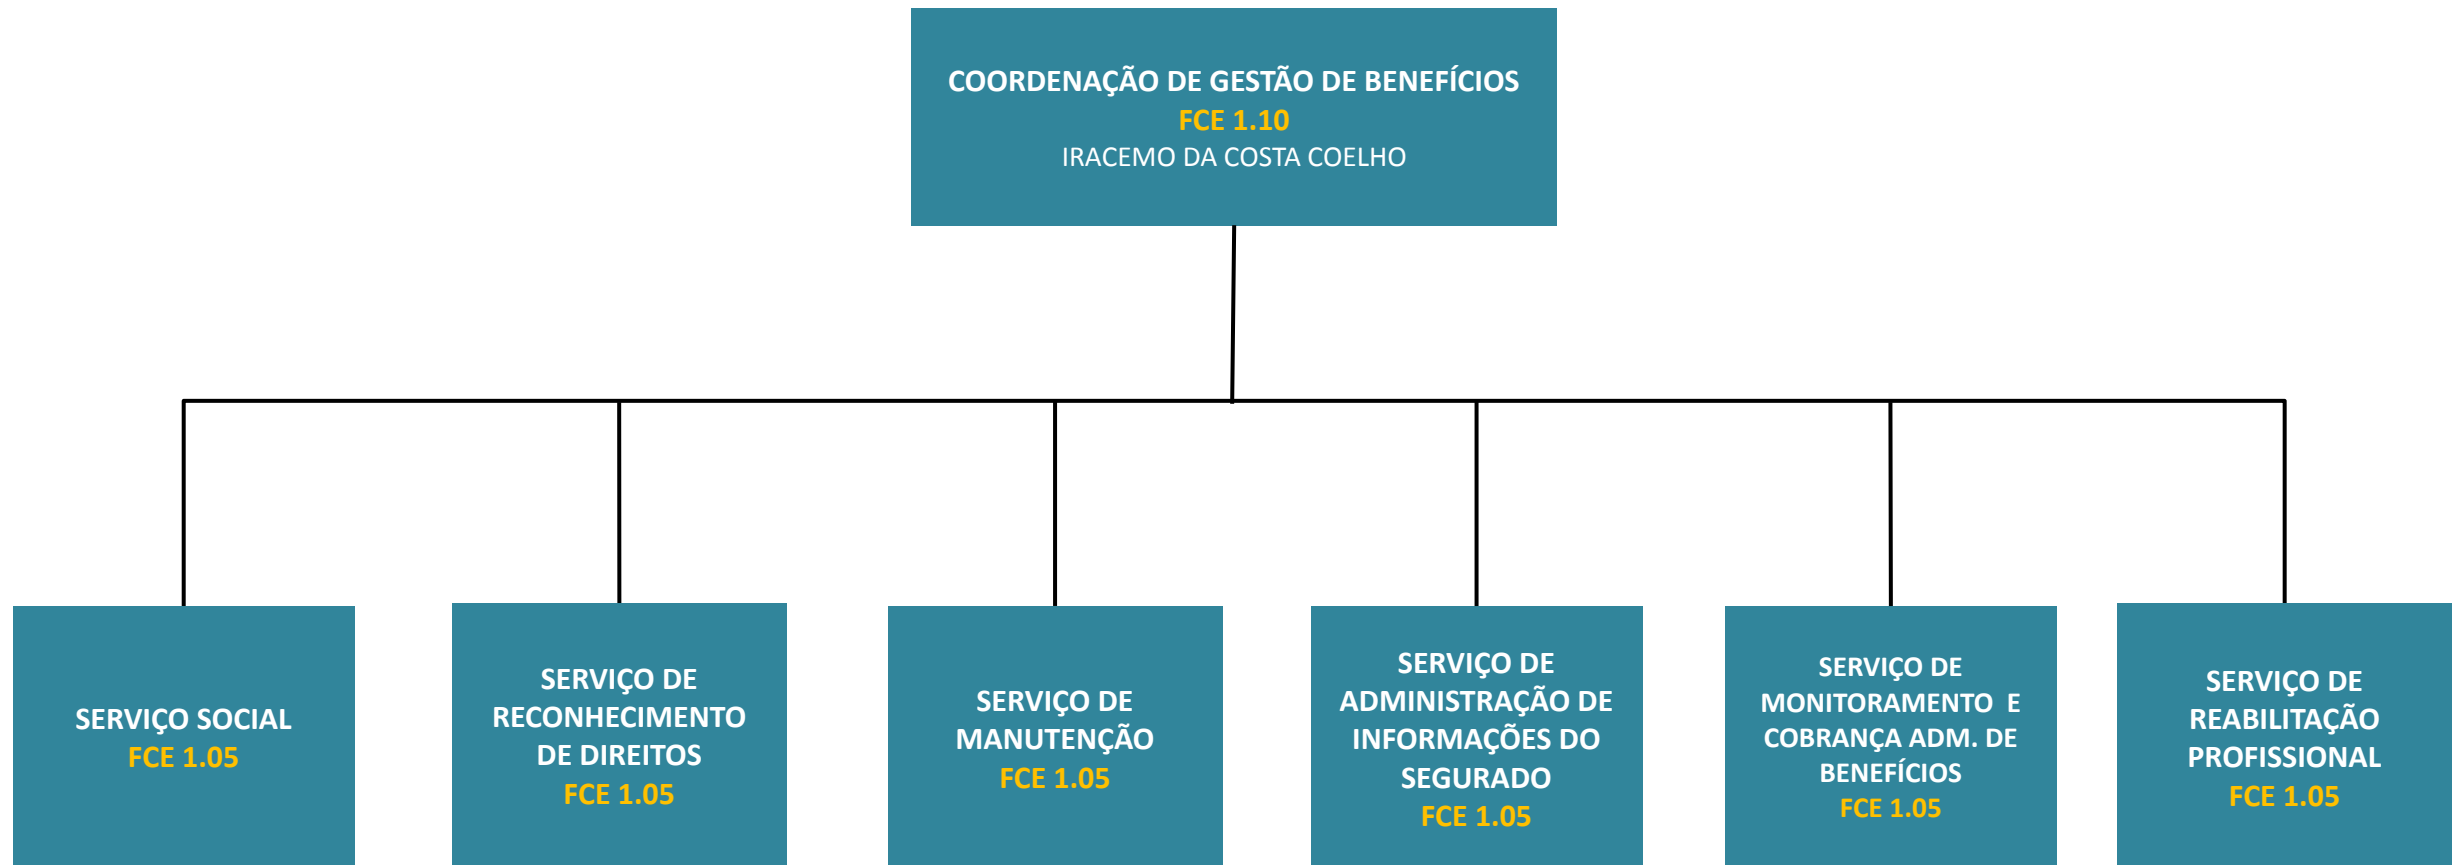 COORDENAÇÃO DE GESTÃO DE BENEFÍCIOS
FCE 1.10
IRACEMO DA COSTA COELHO
SERVIÇO SOCIAL
FCE 1.05
SERVIÇO DE
RECONHECIMENTO
DE DIREITOS
FCE 1.05
SERVIÇO DE
MANUTENÇÃO
FCE 1.05
SERVIÇO DE
ADMINISTRAÇÃO DE
INFORMAÇÕES DO
SEGURADO
FCE 1.05
SERVIÇO DE
MONITORAMENTO E
COBRANÇA ADM. DE
BENEFÍCIOS
FCE 1.05
SERVIÇO DE
REABILITAÇÃO
PROFISSIONAL
FCE 1.05